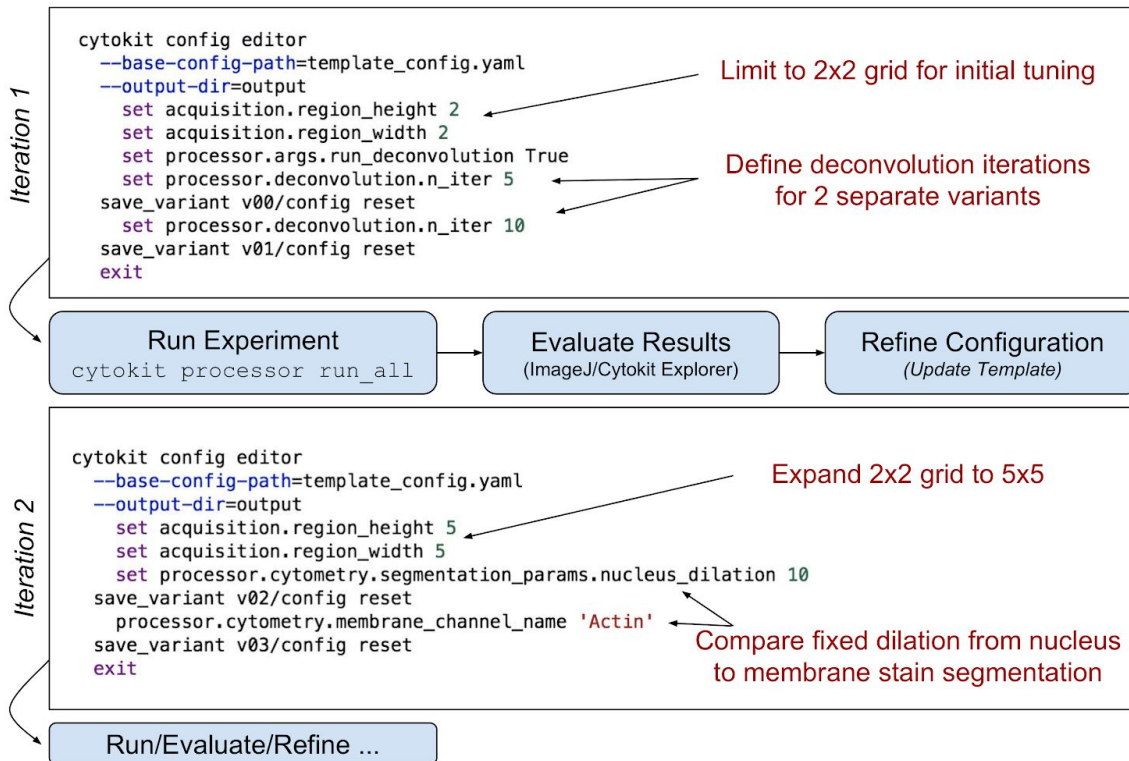 Iteration 1
cytokit config editor
--base-config-path=template_config.yaml
--output-dir=output
set acquisition.region_height 2
set acquisition.region_width 2
set processor.args.run_deconvolution True
set processor.deconvolution.n_iter 5
save_variant v00/config reset
set processor.deconvolution.n_iter 10
save_variant v01/config reset
exit
Limit to 2x2 grid for initial tuning
Define deconvolution iterations
for 2 separate variants
Run Experiment
cytokit processor run_all
Evaluate Results
(ImageJ/Cytokit Explorer)
Refine Configuration
(Update Template)
Iteration 2
cytokit config editor
--base-config-path=template_config.yaml
--output-dir=output
set acquisition.region_height 5
set acquisition.region_width 5
set processor.cytometry.segmentation_params.nucleus_dilation 10
save_variant v02/config reset
processor.cytometry.membrane_channel_name 'Actin'
save_variant v03/config reset
exit
Expand 2x2 grid to 5x5
Compare fixed dilation from nucleus
to membrane stain segmentation
Run/Evaluate/Refine ...